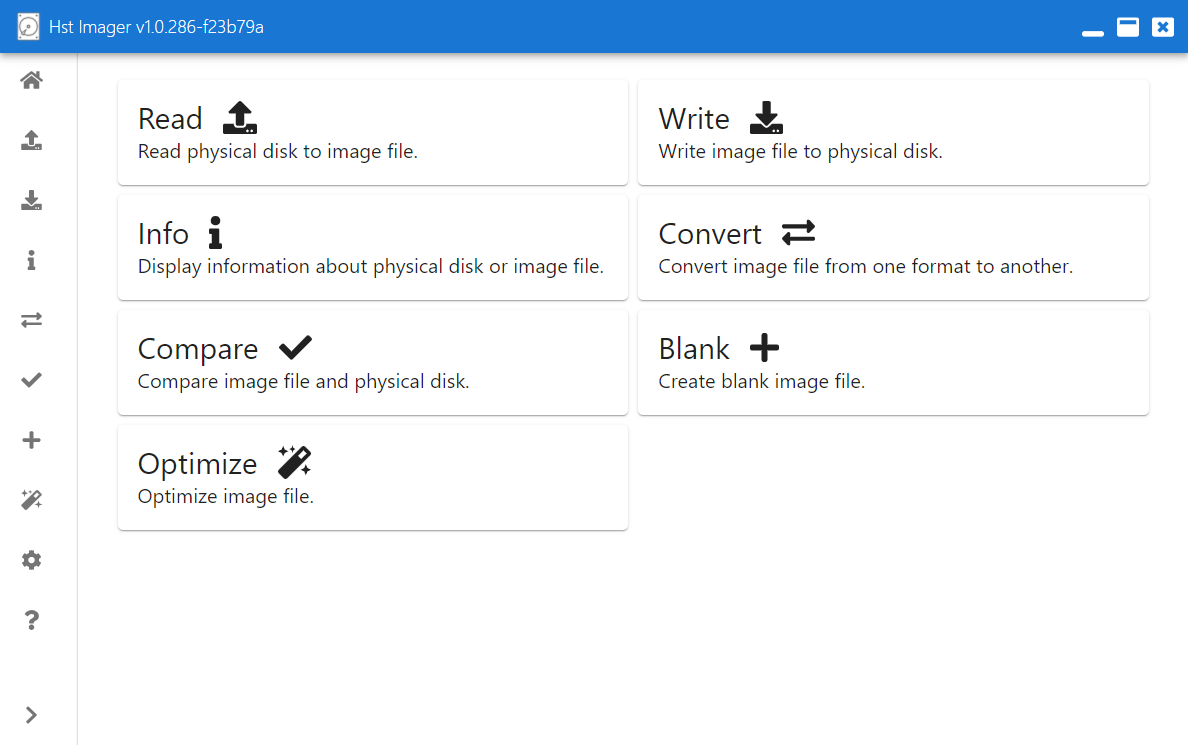 Hst Imager v1.0.286-f23b79a
Read
Read physical disk to image file.
Write
Write image file to physical disk.
Info
Display information about physical disk or image file.
Convert
Convert image file from one format to another.
Compare
Compare image file and physical disk.
Blank
Create blank image file.
Optimize
Optimize image file.